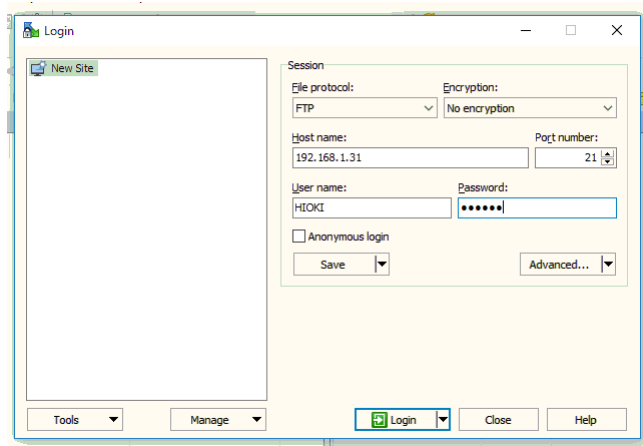 Login
New Site
Session
File protocol: Encryption:
FTP No encryption
Host name: Port number:
192.168.1.31 21
User name: Password:
HIOKI ●●●●●●
Anonymous login
Save Advanced...
Tools Manage Login Close Help